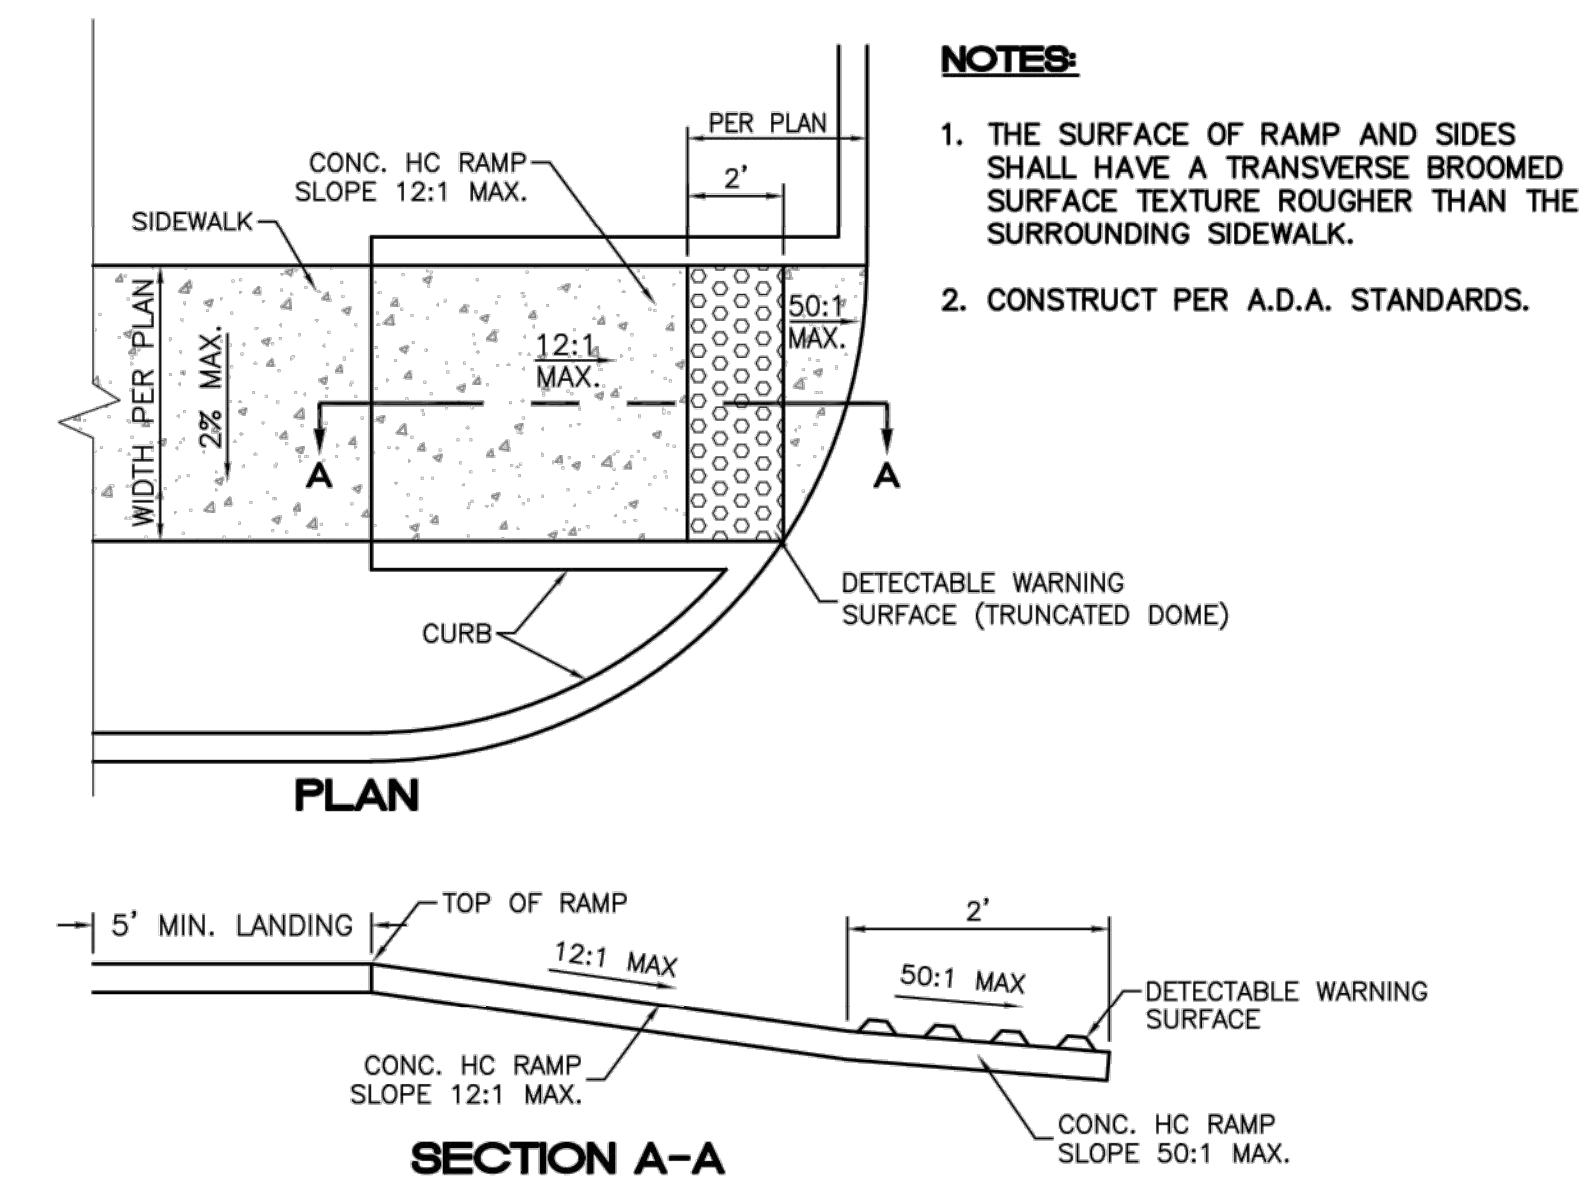 NOTES:
1. THE SURFACE OF RAMP AND SIDES
SHALL HAVE A TRANSVERSE BROOMED
SURFACE TEXTURE ROUGHER THAN THE
SURROUNDING SIDEWALK.
2. CONSTRUCT PER A.D.A. STANDARDS.
PER PLAN
CONC. HC RAMP
SLOPE 12:1 MAX.
2'
SIDEWALK
WIDTH PER PLAN
2% MAX.
12:1
MAX.
50:1
MAX.
A
A
DETECTABLE WARNING
SURFACE (TRUNCATED DOME)
CURB
PLAN
5' MIN. LANDING
TOP OF RAMP
12:1 MAX
2'
50:1 MAX
DETECTABLE WARNING
SURFACE
CONC. HC RAMP
SLOPE 12:1 MAX.
CONC. HC RAMP
SLOPE 50:1 MAX.
SECTION A-A